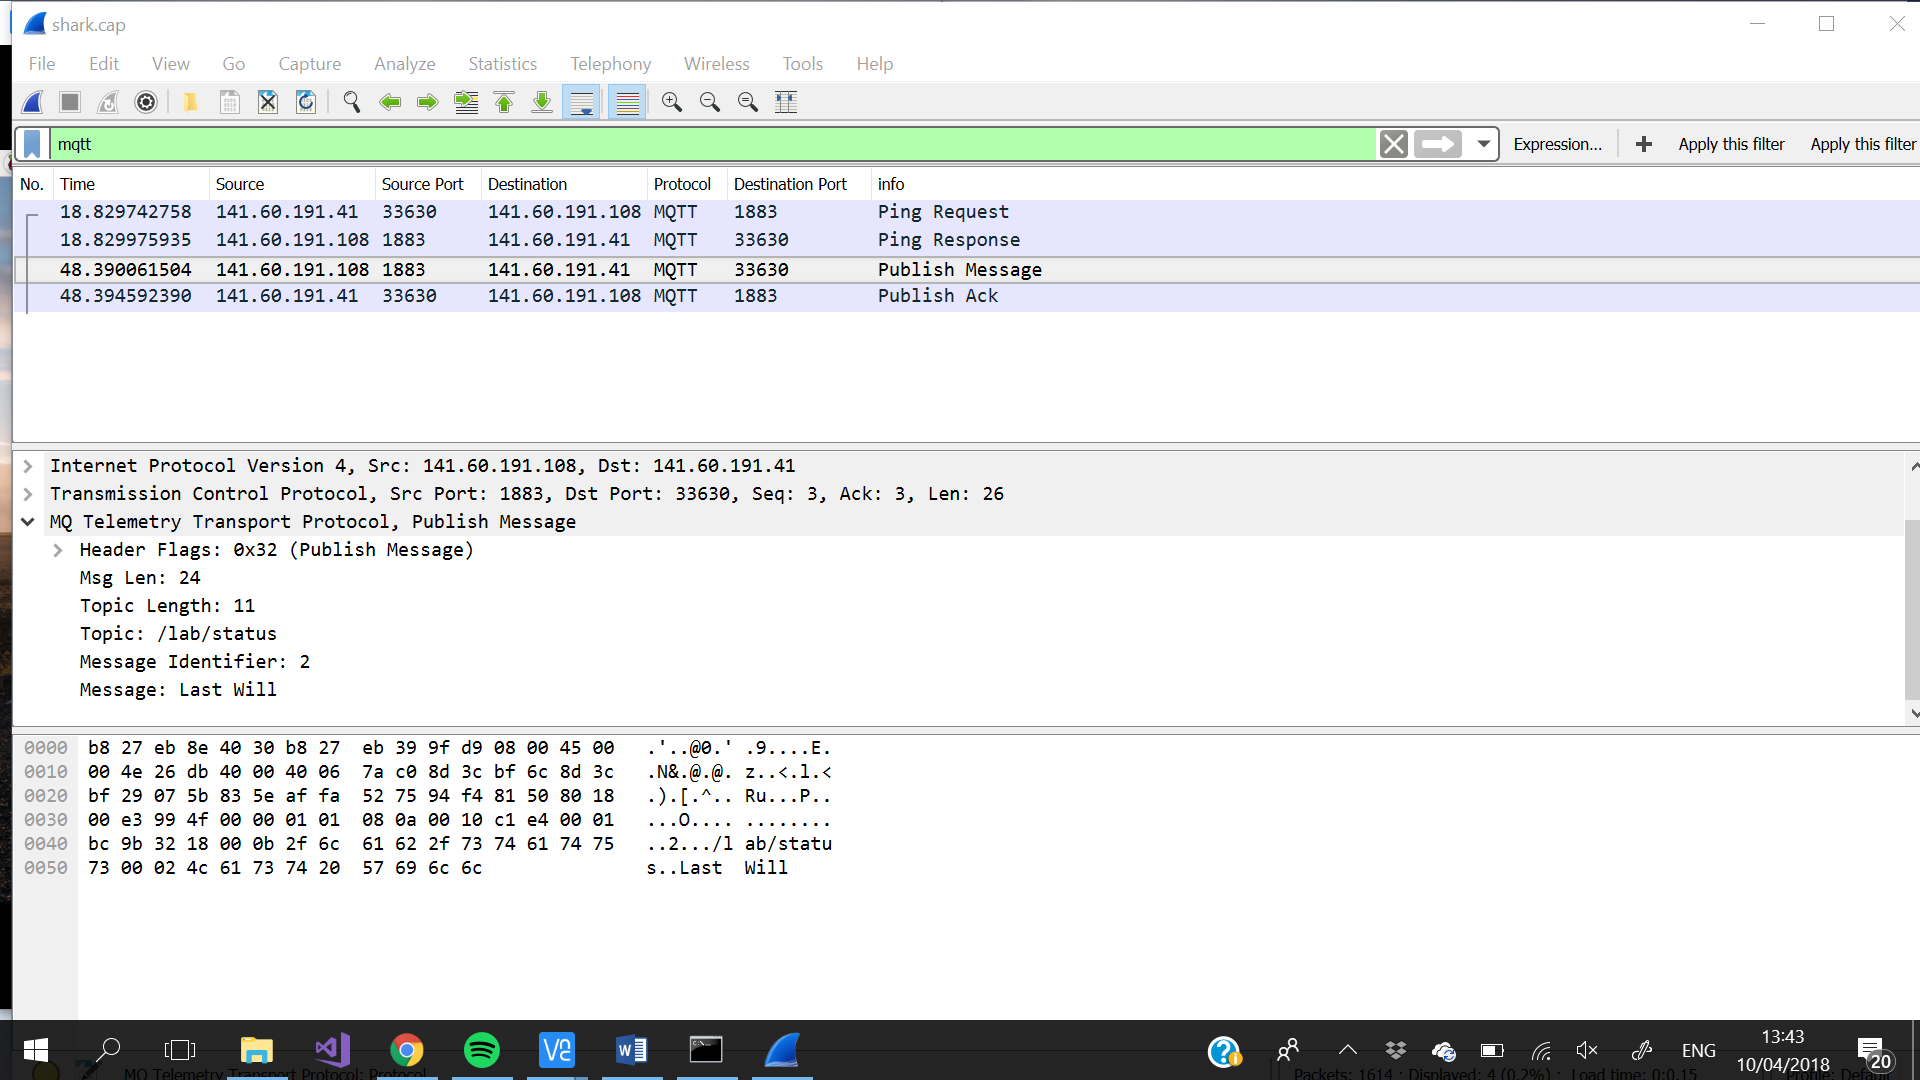 shark.cap
File Edit View Go Capture Analyze Statistics Telephony Wireless Tools Help
mqtt Expression... + Apply this filter Apply this filter
No. Time Source Source Port Destination Protocol Destination Port info
18.829742758 141.60.191.41 33630 141.60.191.108 MQTT 1883 Ping Request
18.829975935 141.60.191.108 1883 141.60.191.41 MQTT 33630 Ping Response
48.390061504 141.60.191.108 1883 141.60.191.41 MQTT 33630 Publish Message
48.394592390 141.60.191.41 33630 141.60.191.108 MQTT 1883 Publish Ack
Internet Protocol Version 4, Src: 141.60.191.108, Dst: 141.60.191.41
Transmission Control Protocol, Src Port: 1883, Dst Port: 33630, Seq: 3, Ack: 3, Len: 26
MQ Telemetry Transport Protocol, Publish Message
Header Flags: 0x32 (Publish Message)
Msg Len: 24
Topic Length: 11
Topic: /lab/status
Message Identifier: 2
Message: Last Will
0000 b8 27 eb 8e 40 30 b8 27 eb 39 9f d9 08 00 45 00 .'..@0.' .9....E.
0010 00 4e 26 db 40 00 40 06 7a c0 8d 3c bf 6c 8d 3c .N&.@.@. z..<.l.<
0020 bf 29 07 5b 83 5e af fa 52 75 94 f4 81 50 80 18 .).[.^.. Ru...P..
0030 00 e3 99 4f 00 00 01 01 08 0a 00 10 c1 e4 00 01 ...O.... ........
0040 bc 9b 32 18 00 0b 2f 6c 61 62 2f 73 74 61 74 75 ..2.../l ab/statu
0050 73 00 02 4c 61 73 74 20 57 69 6c 6c s..Last Will
ENG 13:43
10/04/2018 20
MQ Telemetry Transport Protocol: Protocol Packets: 1614 · Displayed: 4 (0.2%) · Load time: 0:0.15 Profile: Default